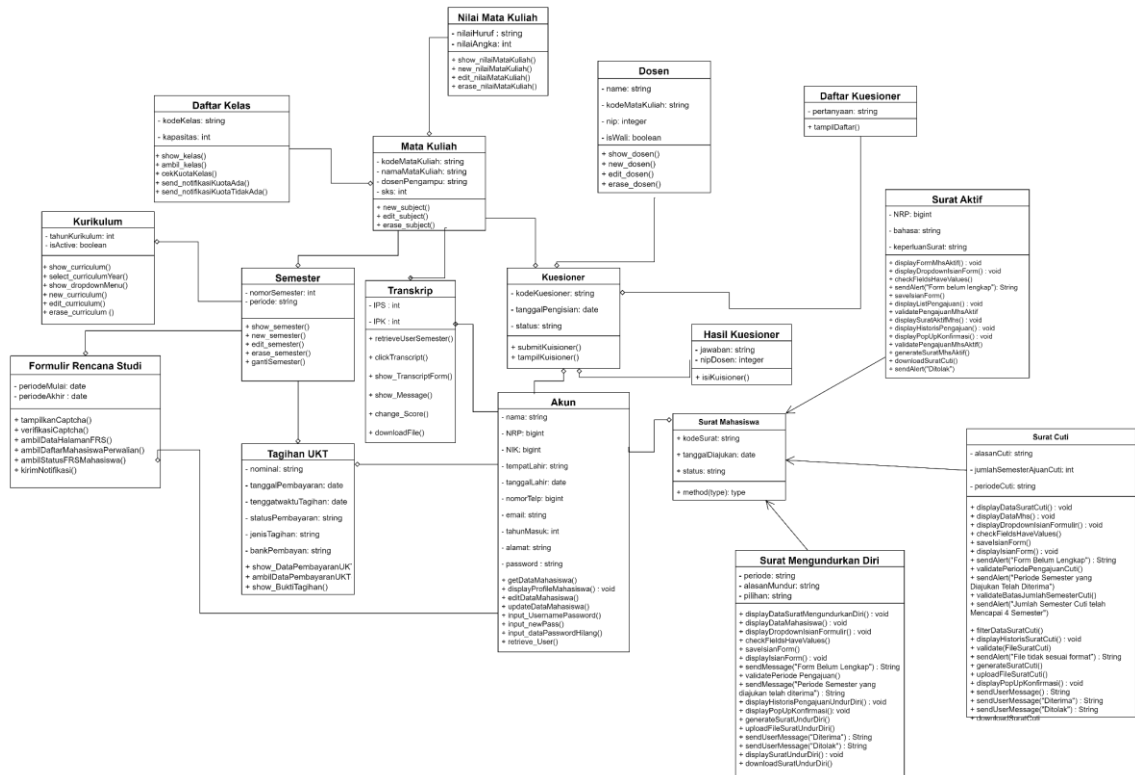 Nilai Mata Kuliah
- nilaiHuruf : string
- nilaiAngka: int
+ show_nilaiMataKuliah()
+ new_nilaiMataKuliah()
+ edit_nilaiMataKuliah()
+ erase_nilaiMataKuliah()
Dosen
- name: string
- kodeMataKuliah: string
- nip: integer
- isWali: boolean
+ show_dosen()
+ new_dosen()
+ edit_dosen()
+ erase_dosen()
Daftar Kuesioner
- pertanyaan: string
+ tampilDaftar()
Daftar Kelas
- kodeKelas: string
- kapasitas: int
+ show_kelas()
+ ambil_kelas()
+ cekKuotaKelas()
+ send_notifikasiKuotaAda()
+ send_notifikasiKuotaTidakAda()
Mata Kuliah
- kodeMataKuliah: string
- namaMataKuliah: string
- dosenPengampu: string
- sks: int
+ new_subject()
+ edit_subject()
+ erase_subject()
Surat Aktif
- NRP: bigint
- bahasa: string
- keperluanSurat: string
+ displayFormMhsAktif() : void
+ displayDropdownIsianForm() : void
+ checkFieldsHaveValues()
+ sendAlert("Form belum lengkap): String
+ saveIsianForm()
+ displayListPengajuan() : void
+ validatePengajuanMhsAktif
+ displaySuratAktifMhs() : void
+ displayHistorisPengajuan() : void
+ displayPopUpKonfirmasi() : void
+ validatePengajuanMhsAktif()
+ generateSuratMhsAktif()
+ downloadSuratCuti()
+ sendAlert("Ditolak")
Kurikulum
- tahunKurikulum: int
- isActive: boolean
+ show_curriculum()
+ select_curriculumYear()
+ show_dropdownMenu()
+ new_curriculum()
+ edit_curriculum()
+ erase_curriculum ()
Semester
- nomorSemester: int
- periode: string
+ show_semester()
+ new_semester()
+ edit_semester()
+ erase_semester()
+ gantiSemester()
Transkrip
- IPS : int
- IPK : int
+ retrieveUserSemester()
+ clickTranscript()
+ show_TranscriptForm()
+ show_Message()
+ change_Score()
+ downloadFile()
Kuesioner
- kodeKuesioner: string
- tanggalPengisian: date
- status: string
+ submitKuisioner()
+ tampilKuisioner()
Hasil Kuesioner
- jawaban: string
- nipDosen: integer
+ isiKuisioner()
Formulir Rencana Studi
- periodeMulai: date
- periodeAkhir : date
+ tampilkanCaptcha()
+ verifikasiCaptcha()
+ ambilDataHalamanFRS()
+ ambilDaftarMahasiswaPerwalian()
+ ambilStatusFRSMahasiswa()
+ kirimNotifikasi()
Tagihan UKT
- nominal: string
- tanggalPembayaran: date
- tenggatwaktuTagihan: date
- statusPembayaran: string
- jenisTagihan: string
- bankPembayan: string
+ show_DataPembayaranUK
+ ambilDataPembayaranUKT
+ show_BuktiTagihan()
Akun
- nama: string
- NRP: bigint
- NIK: bigint
- tempatLahir: string
- tanggalLahir: date
- nomorTelp: bigint
- email: string
- tahunMasuk: int
- alamat: string
- password : string
+ getDataMahasiswa()
+ displayProfileMahasiswa() : void
+ editDataMahasiswa()
+ updateDataMahasiswa()
+ input_UsernamePassword()
+ input_newPass()
+ input_dataPasswordHilang()
+ retrieve_User()
Surat Mahasiswa
+ kodeSurat: string
+ tanggalDiajukan: date
+ status: string
+ method(type): type
Surat Cuti
- alasanCuti: string
- jumlahSemesterAjuanCuti: int
- periodeCuti: string
+ displayDataSuratCuti() : void
+ displayDataMhs() : void
+ displayDropdownIsianFormulir() : void
+ checkFieldsHaveValues()
+ saveIsianForm()
+ displayIsianForm() : void
+ sendAlert("Form Belum Lengkap) : String
+ validatePeriodePengajuanCuti()
+ sendAlert("Periode Semester yang
Diajukan Telah Diterima")
+ validateBatasJumlahSemesterCuti()
+ sendAlert("Jumlah Semester Cuti telah
Mencapai 4 Semester")
+ filterDataSuratCuti()
+ displayHistorisSuratCuti() : void
+ validate(FileSuratCuti)
+ sendAlert("File tidak sesuai format") : String
+ generateSuratCuti()
+ uploadFileSuratCuti()
+ displayPopUpKonfirmasi() : void
+ sendUserMessage() : String
+ sendUserMessage("Diterima") : String
+ sendUserMessage("Ditolak") : String
+ downloadSuratCuti
Surat Mengundurkan Diri
- periode: string
- alasanMundur: string
- pilihan: string
+ displayDataSuratMengundurkanDiri() : void
+ displayDataMahasiswa() : void
+ displayDropdownIsianFormulir() : void
+ checkFieldsHaveValues()
+ saveIsianForm()
+ displayIsianForm() : void
+ sendMessage("Form Belum Lengkap") : String
+ validatePeriode Pengajuan()
+ sendMessage("Periode Semester yang
diajukan telah diterima") : String
+ displayHistorisPengajuanUndurDiri() : void
+ displayPopUpKonfirmasi(): void
+ generateSuratUndurDiri()
+ uploadFileSuratUndurDiri()
+ sendUserMessage("Diterima") : String
+ sendUserMessage("Ditolak") : String
+ displaySuratUndurDiri() : void
+ downloadSuratUndurDiri()